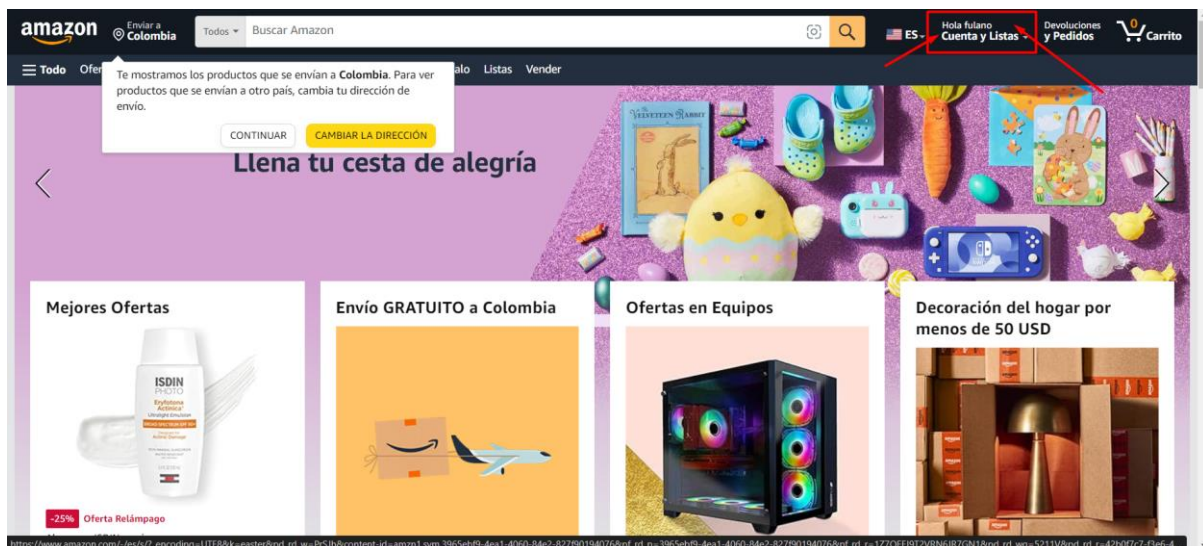 amazon
Enviar a
Colombia
Todos
Buscar Amazon
ES
Hola fulano
Cuenta y Listas
Devoluciones
y Pedidos
0
Carrito
Todo
Listas
Vender
Te mostramos los productos que se envían a Colombia. Para ver
productos que se envían a otro país, cambia tu dirección de
envío.
CONTINUAR
CAMBIAR LA DIRECCIÓN
Llena tu cesta de alegría
Mejores Ofertas
Envío GRATUITO a Colombia
Ofertas en Equipos
Decoración del hogar por
menos de 50 USD
ISDIN
PHOTO
Eryfotona
Actinica
-25%
Oferta Relámpago